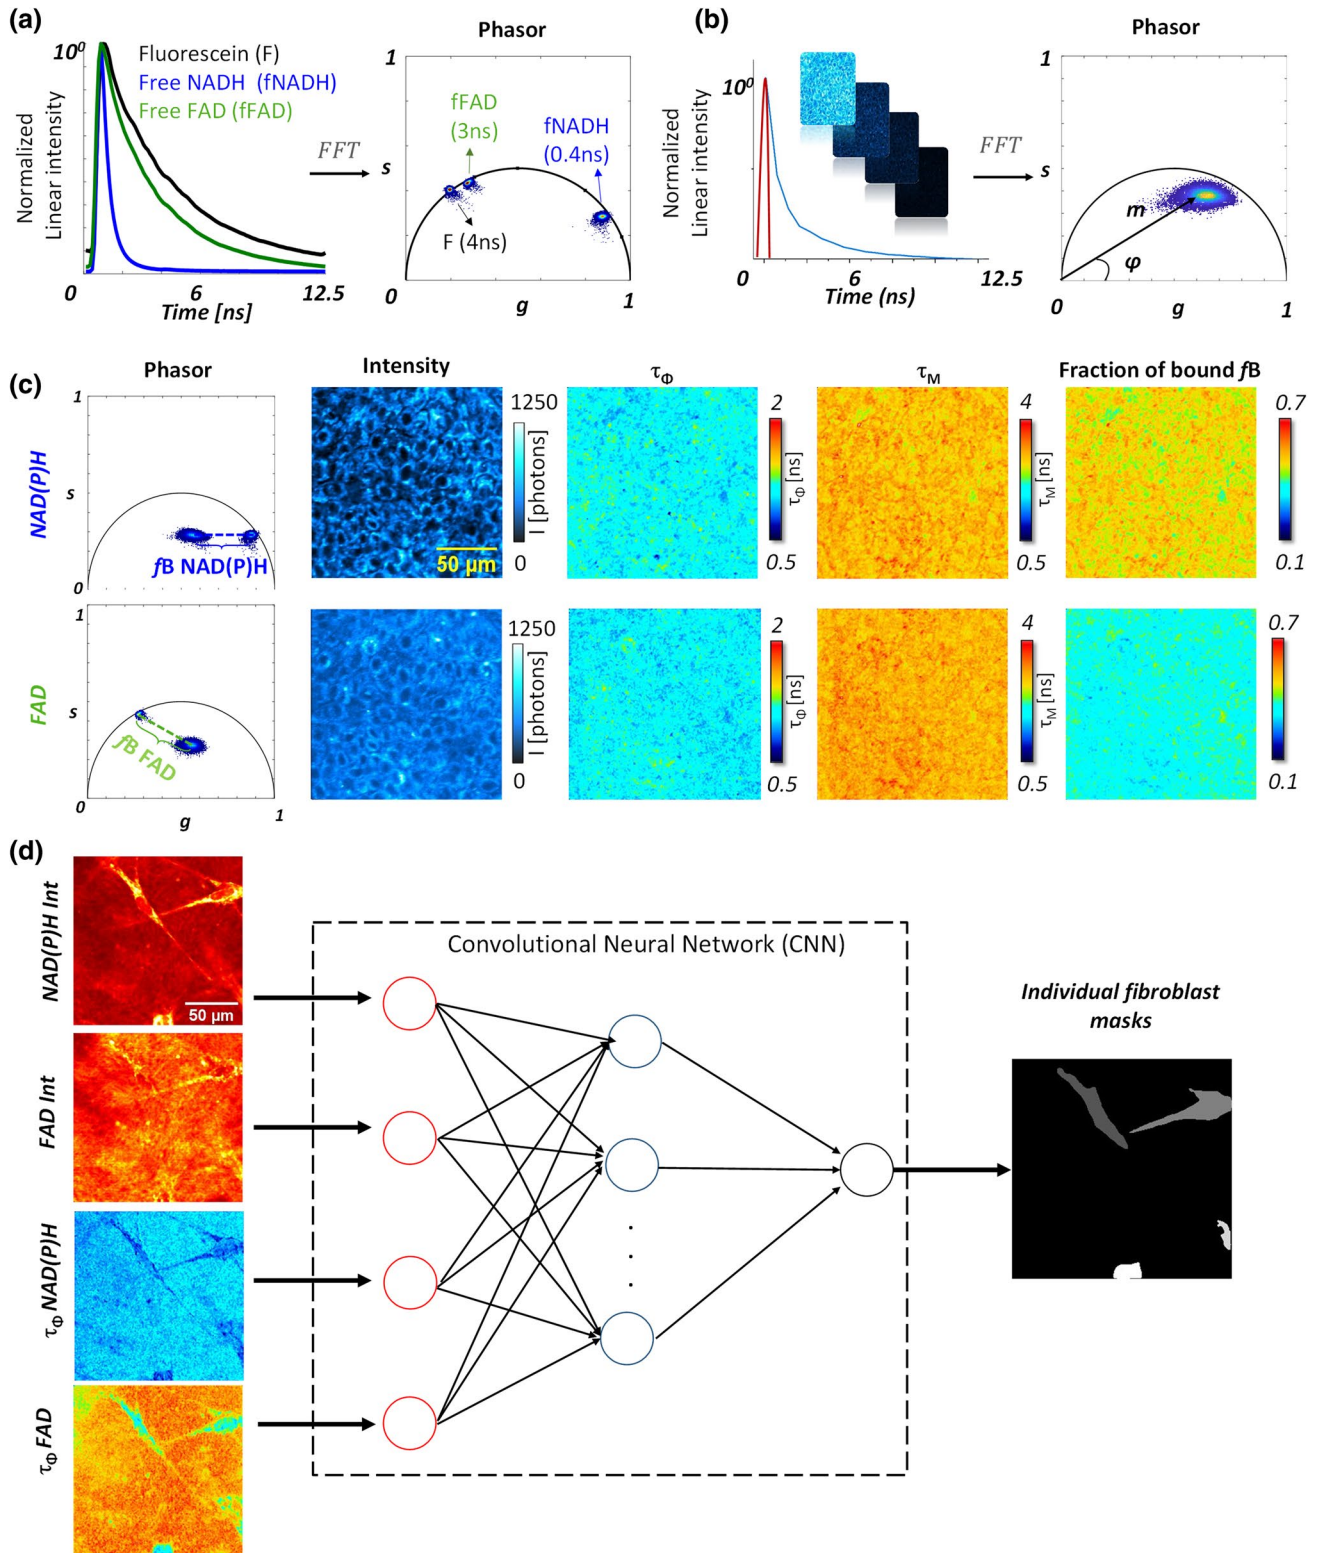 (a)
10⁰
Normalized
Linear intensity
Fluorescein (F)
Free NADH (fNADH)
Free FAD (fFAD)
0
6
12.5
Time [ns]
FFT
Phasor
1
s
fFAD
(3ns)
fNADH
(0.4ns)
F (4ns)
0
g
1
(b)
10⁰
Normalized
Linear intensity
0
6
12.5
Time (ns)
FFT
Phasor
1
s
m
φ
0
g
1
(c)
Phasor
Intensity
τΦ
τM
Fraction of bound fB
NAD(P)H
1
s
0
fB NAD(P)H
50 µm
1250
I [photons]
0
2
τΦ [ns]
0.5
4
τM [ns]
0.5
0.7
0.1
FAD
1
s
fB FAD
0
g
1
1250
I [photons]
0
2
τΦ [ns]
0.5
4
τM [ns]
0.5
0.7
0.1
(d)
NAD(P)H Int
50 µm
FAD Int
τΦ NAD(P)H
τΦ FAD
Convolutional Neural Network (CNN)
Individual fibroblast
masks